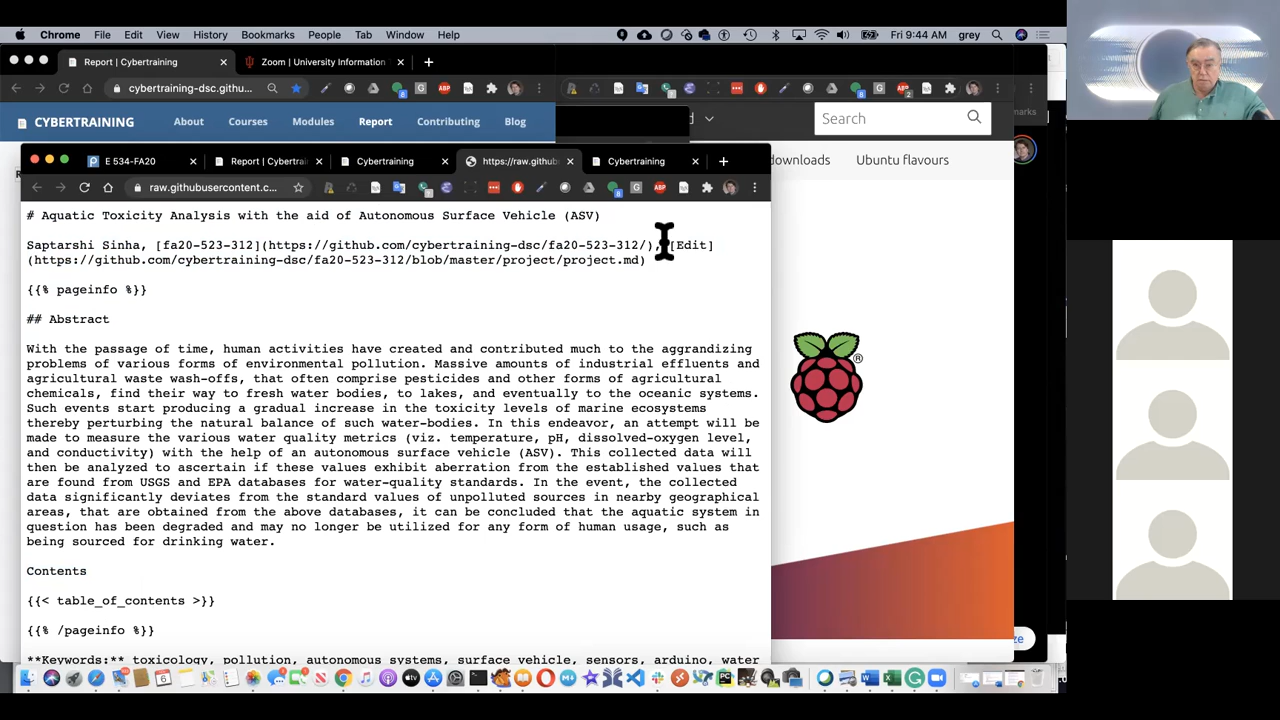 Chrome File Edit View History Bookmarks People Tab Window Help Fri 9:44 AM grey
Report | Cybertraining Zoom | University Information
cybertraining-dsc.githu...
CYBERTRAINING About Courses Modules Report Contributing Blog
Search
downloads Ubuntu flavours
E 534-FA20 Report | Cybertrain Cybertraining https://raw.githubu Cybertraining
raw.githubusercontent.c...
# Aquatic Toxicity Analysis with the aid of Autonomous Surface Vehicle (ASV)
Saptarshi Sinha, [fa20-523-312](https://github.com/cybertraining-dsc/fa20-523-312/), [Edit]
(https://github.com/cybertraining-dsc/fa20-523-312/blob/master/project/project.md)
{{% pageinfo %}}
## Abstract
With the passage of time, human activities have created and contributed much to the aggrandizing
problems of various forms of environmental pollution. Massive amounts of industrial effluents and
agricultural waste wash-offs, that often comprise pesticides and other forms of agricultural
chemicals, find their way to fresh water bodies, to lakes, and eventually to the oceanic systems.
Such events start producing a gradual increase in the toxicity levels of marine ecosystems
thereby perturbing the natural balance of such water-bodies. In this endeavor, an attempt will be
made to measure the various water quality metrics (viz. temperature, pH, dissolved-oxygen level,
and conductivity) with the help of an autonomous surface vehicle (ASV). This collected data will
then be analyzed to ascertain if these values exhibit aberration from the established values that
are found from USGS and EPA databases for water-quality standards. In the event, the collected
data significantly deviates from the standard values of unpolluted sources in nearby geographical
areas, that are obtained from the above databases, it can be concluded that the aquatic system in
question has been degraded and may no longer be utilized for any form of human usage, such as
being sourced for drinking water.
Contents
{{< table_of_contents >}}
{{% /pageinfo %}}
**Keywords:** toxicology, pollution, autonomous systems, surface vehicle, sensors, arduino, water